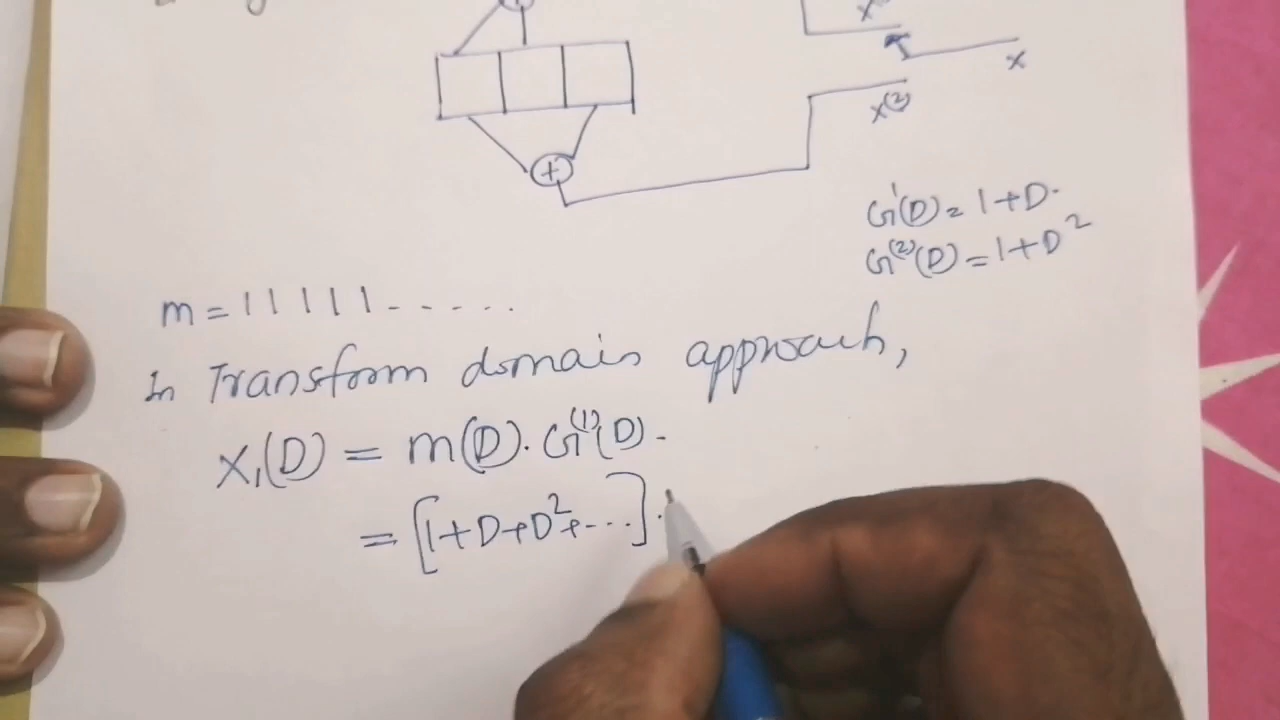 x
x⁽²⁾
G¹(D) = 1+D.
G⁽²⁾(D) = 1+D²
m = 1 1 1 1 1 - - - - - .
In Transform domain approach,
X₁(D) = m(D). G⁽¹⁾(D).
= [1+D+D²+---].